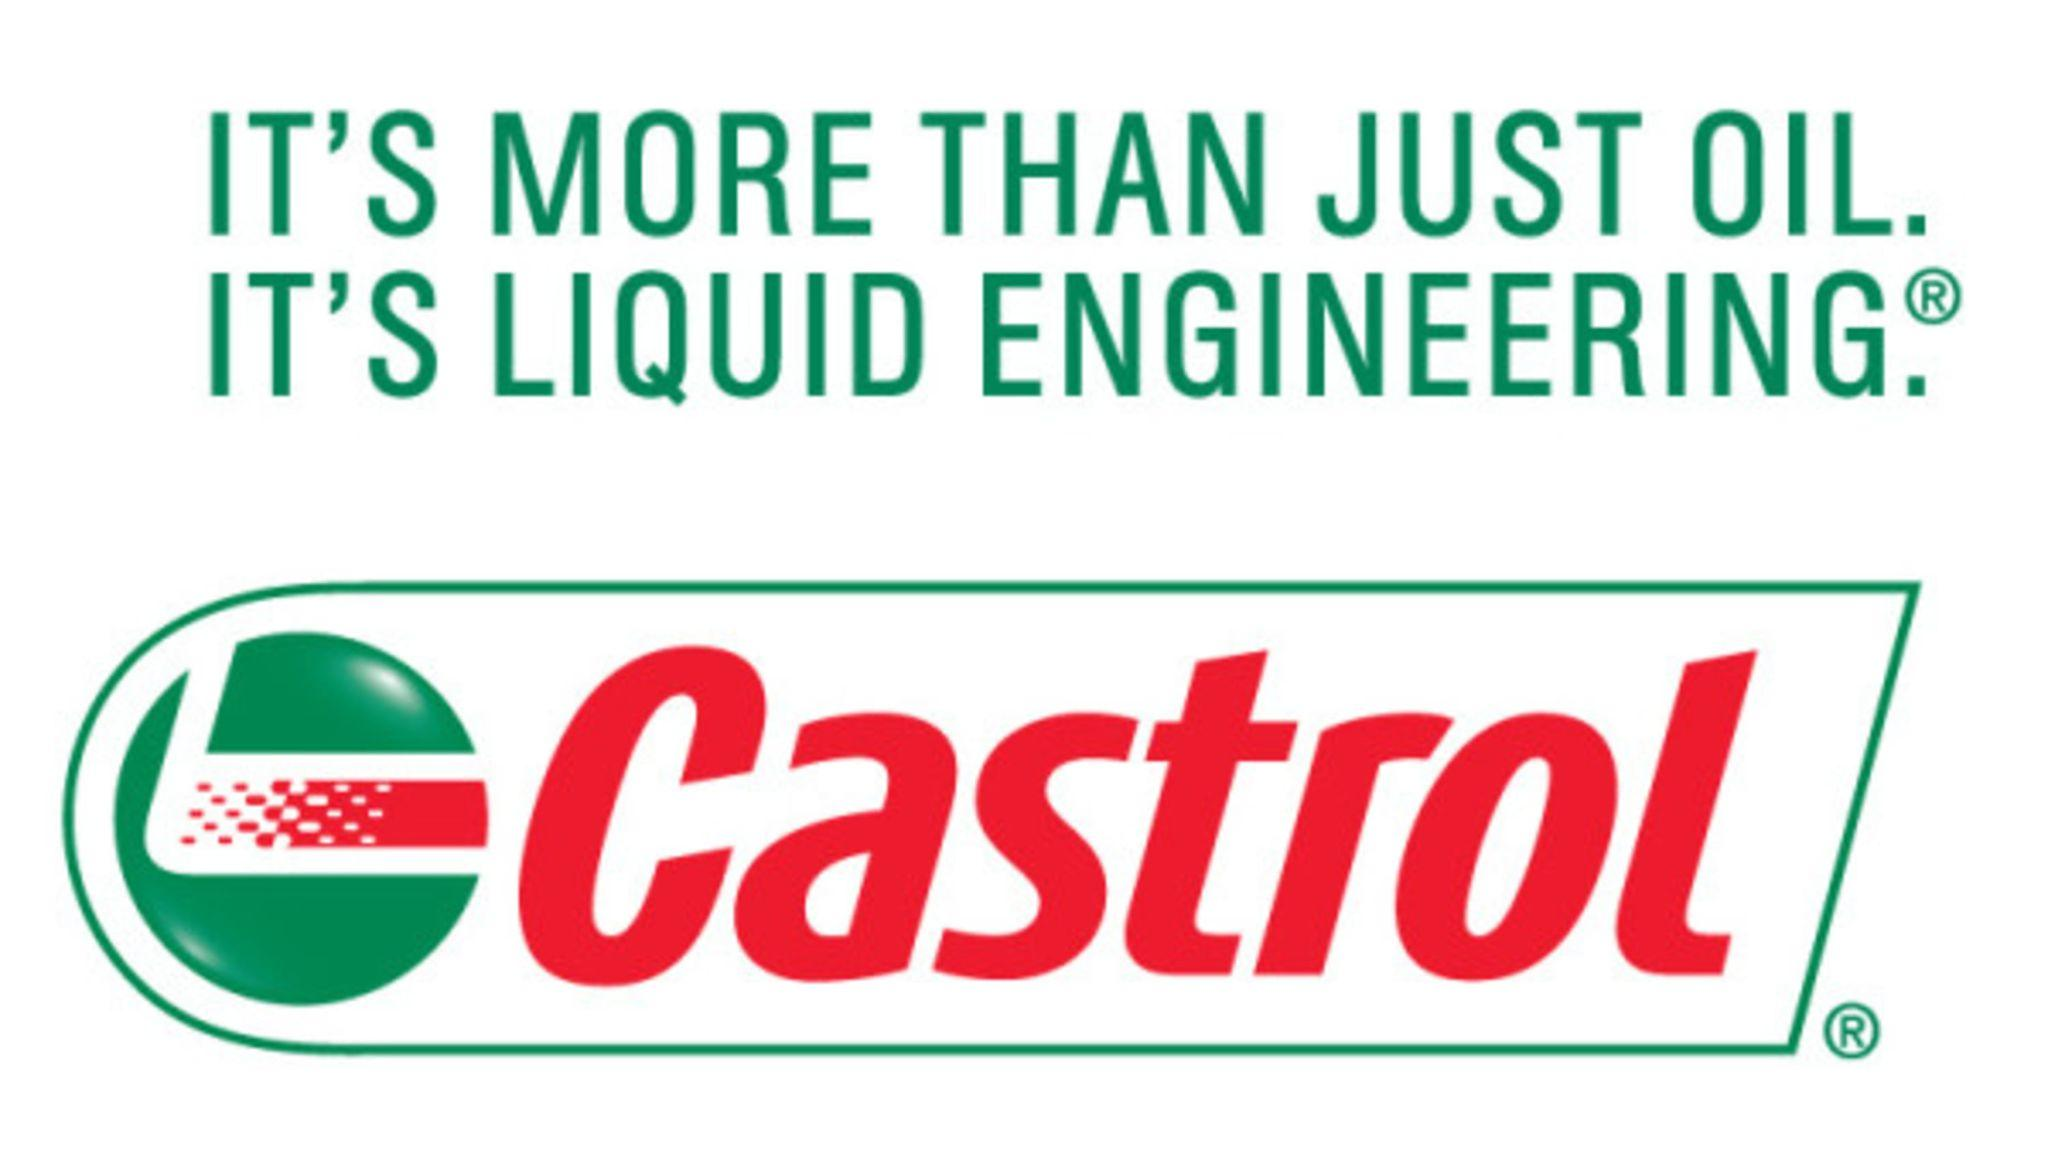 IT’S MORE THAN JUST OIL.
IT’S LIQUID ENGINEERING.®
Castrol
®